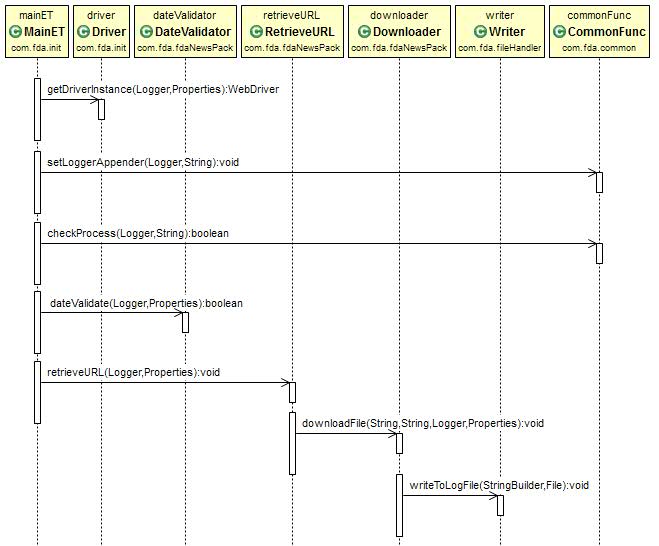 mainET driver dateValidator retrieveURL downloader writer commonFunc
MainET Driver DateValidator RetrieveURL Downloader Writer CommonFunc
com.fda.init com.fda.init com.fda.fdaNewsPack com.fda.fdaNewsPack com.fda.fdaNewsPack com.fda.fileHandler com.fda.common
getDriverInstance(Logger,Properties):WebDriver
setLoggerAppender(Logger,String):void
checkProcess(Logger,String):boolean
dateValidate(Logger,Properties):boolean
retrieveURL(Logger,Properties):void
downloadFile(String,String,Logger,Properties):void
writeToLogFile(StringBuilder,File):void